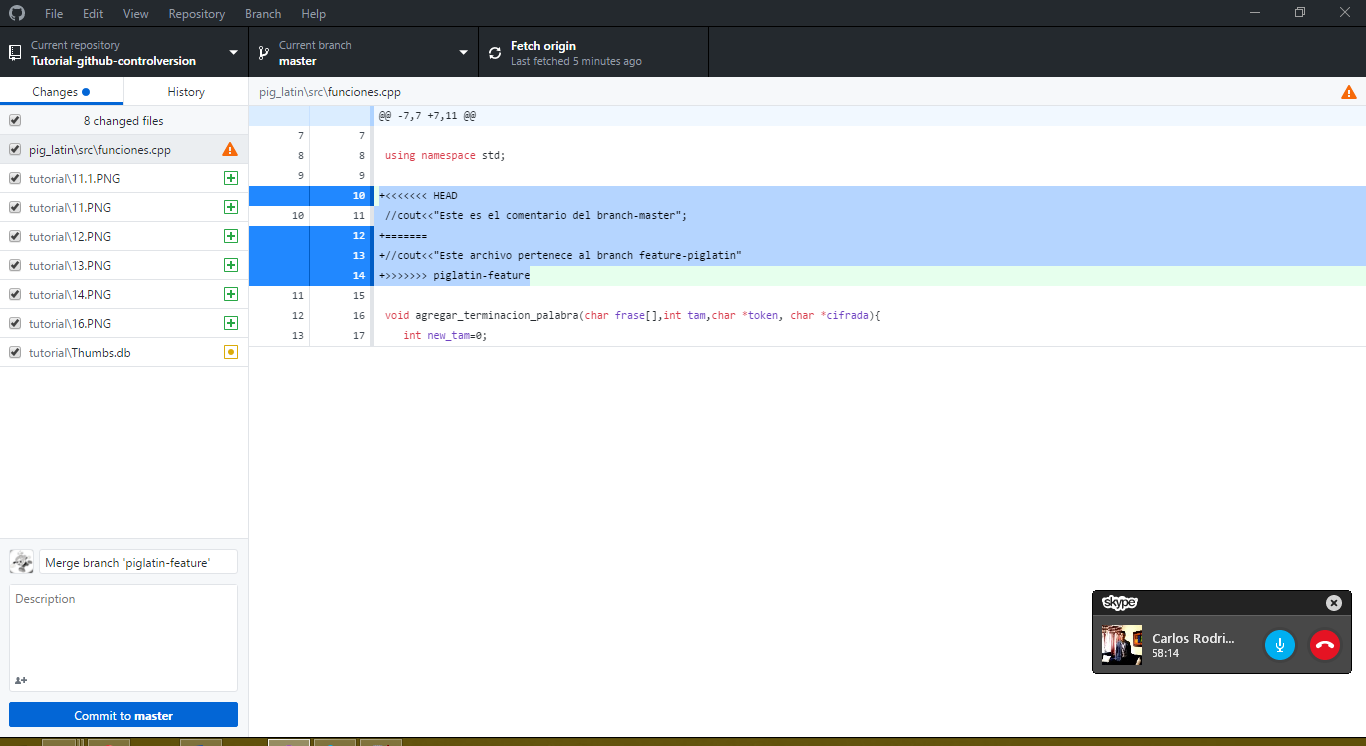 File Edit View Repository Branch Help
Current repository
Tutorial-github-controlversion
Current branch
master
Fetch origin
Last fetched 5 minutes ago
Changes
History
pig_latin\src\funciones.cpp
8 changed files
pig_latin\src\funciones.cpp
tutorial\11.1.PNG
tutorial\11.PNG
tutorial\12.PNG
tutorial\13.PNG
tutorial\14.PNG
tutorial\16.PNG
tutorial\Thumbs.db
@@ -7,7 +7,11 @@
7 7
8 8 using namespace std;
9 9
10 +<<<<<<< HEAD
10 11 //cout<<"Este es el comentario del branch-master";
12 +=======
13 +//cout<<"Este archivo pertenece al branch feature-piglatin"
14 +>>>>>>> piglatin-feature
11 15
12 16 void agregar_terminacion_palabra(char frase[],int tam,char *token, char *cifrada){
13 17 int new_tam=0;
Merge branch 'piglatin-feature'
Description
Commit to master
skype
Carlos Rodri...
58:14